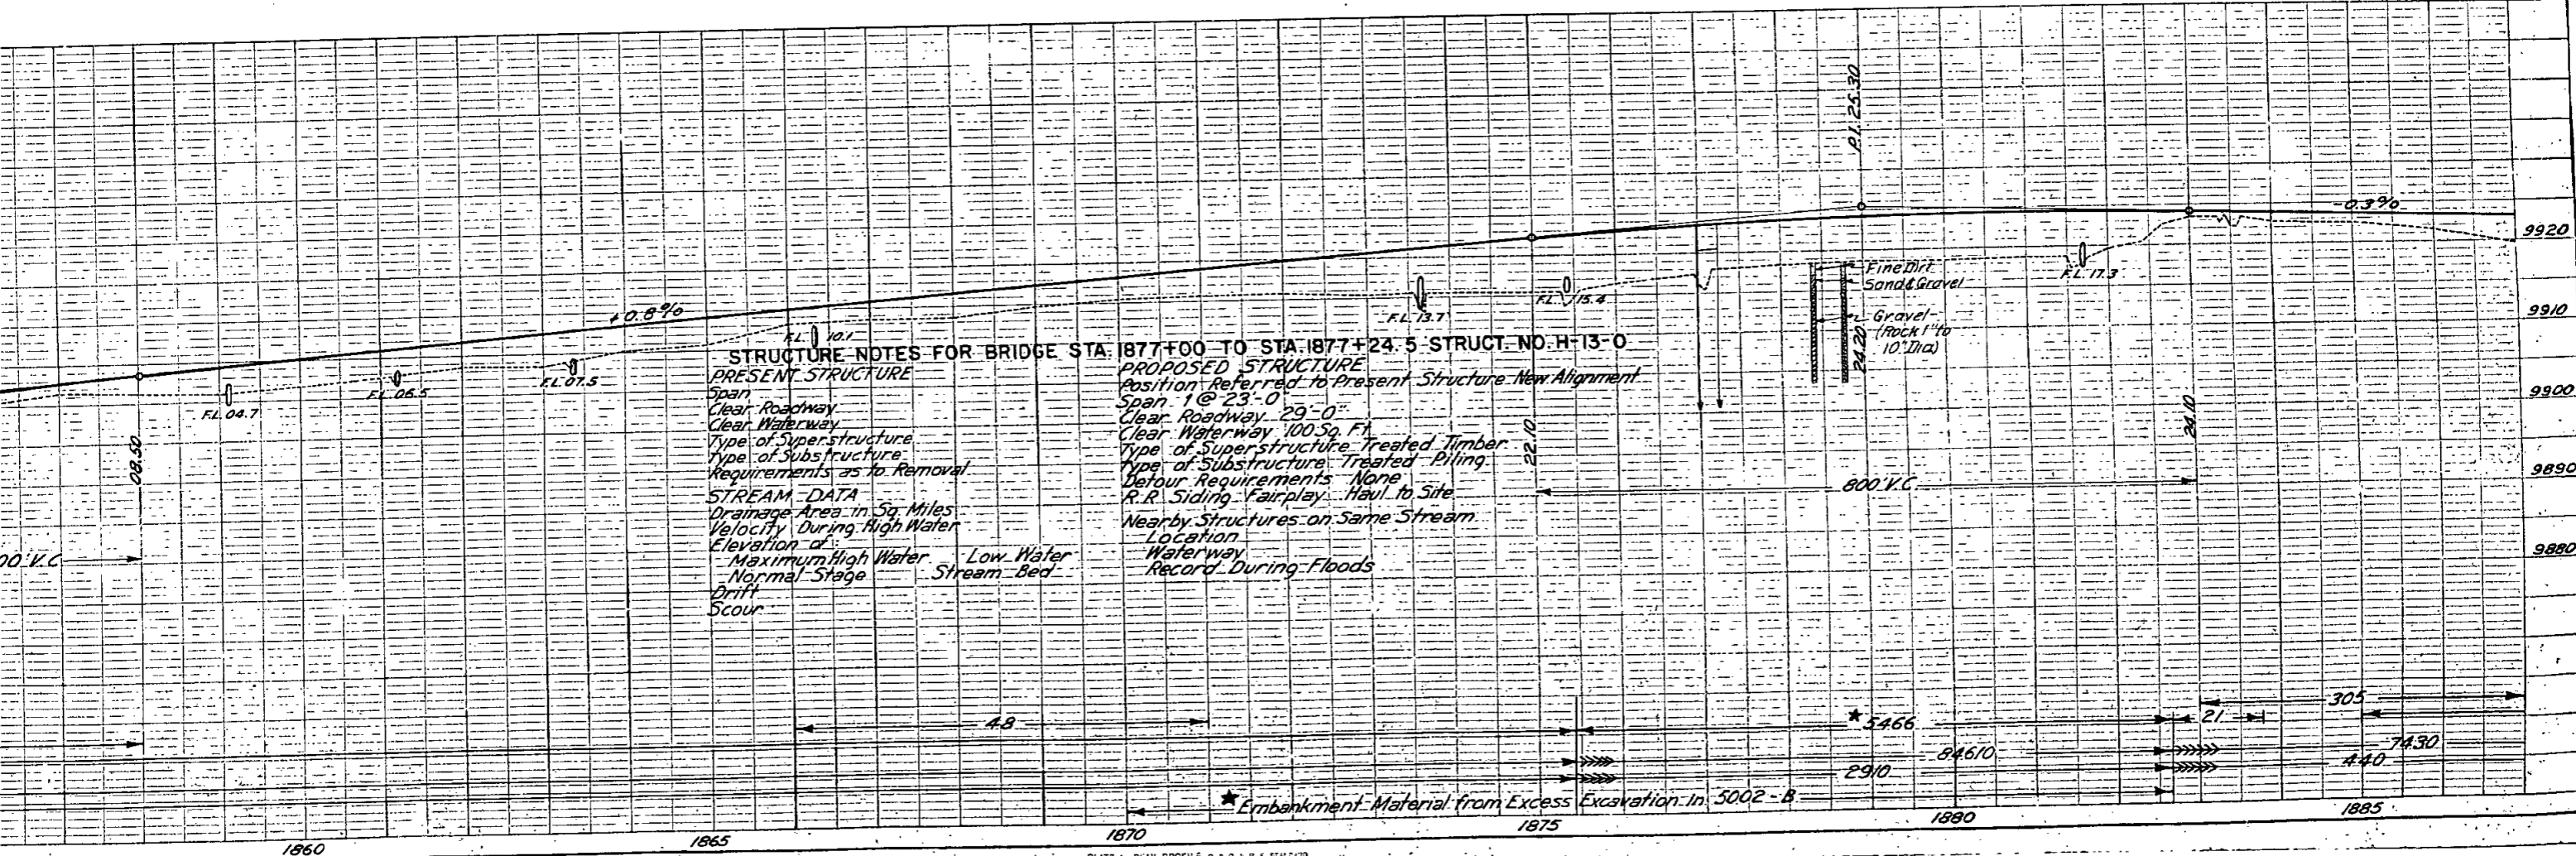 P.I. 25.30
-0.3%
9920
Fine Dirt
Sand & Gravel
F.L. 17.3
F.L. 15.4
F.L. 13.7
9910
Gravel
(Rock 1" to
10" Dia)
24.20
+0.8%
F.L. 10.1
F.L. 07.5
F.L. 06.5
F.L. 04.7
9900
STRUCTURE NOTES FOR BRIDGE STA. 1877+00 TO STA. 1877+24.5 STRUCT. NO. H-13-O
PRESENT STRUCTURE
Span
Clear Roadway
Clear Waterway
Type of Superstructure
Type of Substructure
Requirements as to Removal
STREAM DATA
Drainage Area in Sq. Miles
Velocity During High Water
Elevation of:
Maximum High Water Low Water
Normal Stage Stream Bed
Drift
Scour
PROPOSED STRUCTURE
Position Referred to Present Structure New Alignment
Span 1 @ 23'-0"
Clear Roadway 29'-0"
Clear Waterway 100 Sq. Ft.
Type of Superstructure Treated Timber
Type of Substructure Treated Piling
Detour Requirements None
R.R. Siding Fairplay Haul to Site
Nearby Structures on Same Stream
Location
Waterway
Record During Floods
08.50
22.10
24.10
9890
800' V.C.
00' V.C.
9880
305
48
★ 5466
21
84610
7430
2910
440
★ Embankment Material from Excess Excavation in 5002-B
1860
1865
1870
1875
1880
1885